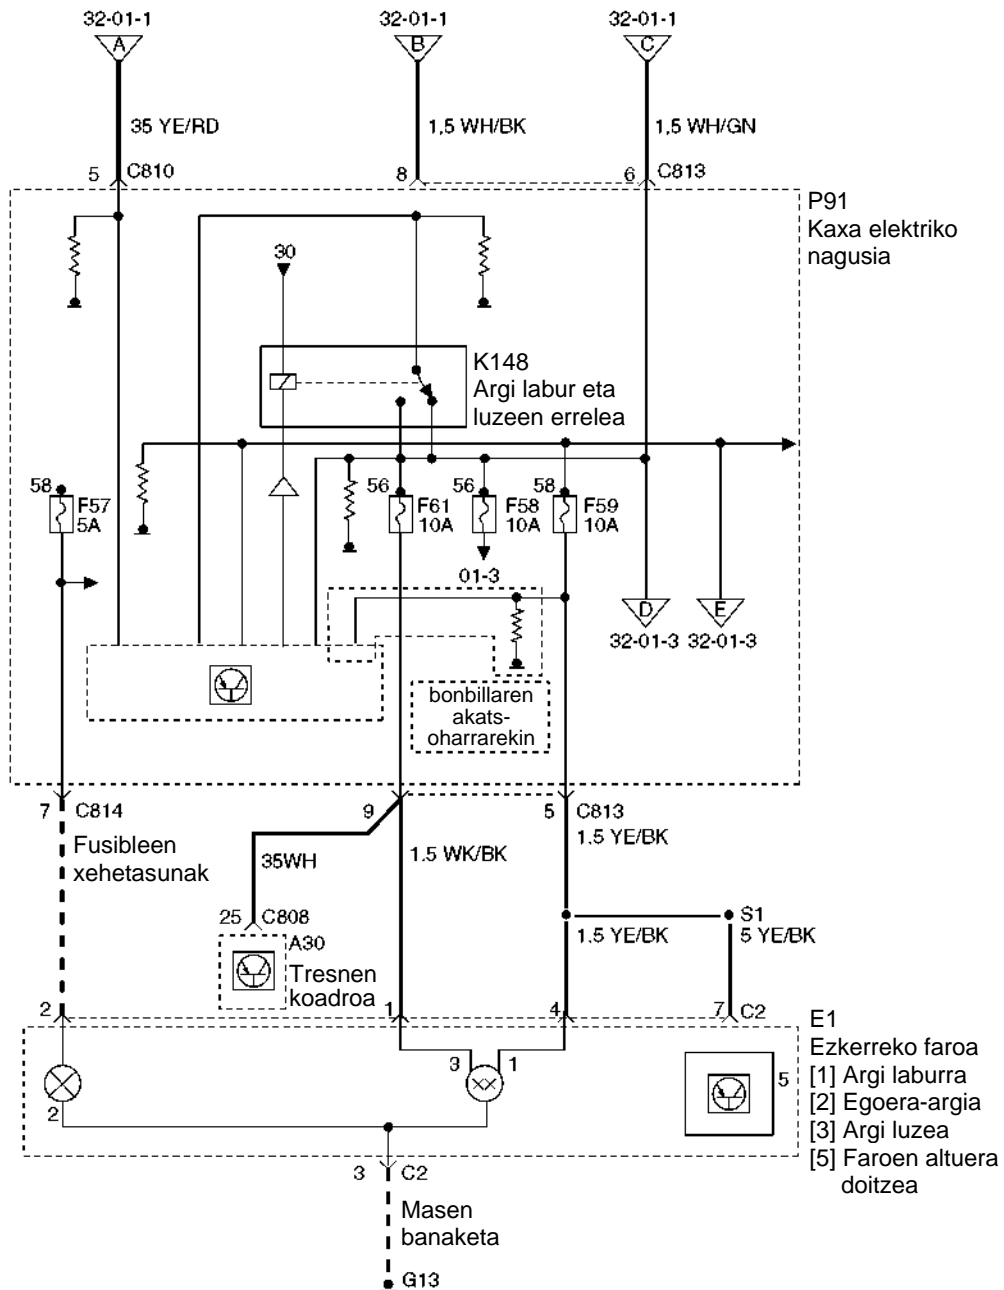 32-01-1 32-01-1 32-01-1
A B C
35 YE/RD 1,5 WH/BK 1,5 WH/GN
5 C810 8 6 C813
P91
Kaxa elektriko
nagusia
30
K148
Argi labur eta
luzeen errelea
58 56 56 58
F57 F61 F58 F59
5A 10A 10A 10A
01-3
D E
32-01-3 32-01-3
bonbillaren
akats-
oharrarekin
7 C814 9 5 C813
Fusibleen
xehetasunak
1.5 YE/BK
35WH 1.5 WK/BK
25 C808
A30
Tresnen
koadroa
S1
1.5 YE/BK 5 YE/BK
2 1 4 7 C2
E1
Ezkerreko faroa
[1] Argi laburra
[2] Egoera-argia
[3] Argi luzea
[5] Faroen altuera
doitzea
3 1
XX
5
2
3 C2
Masen
banaketa
G13